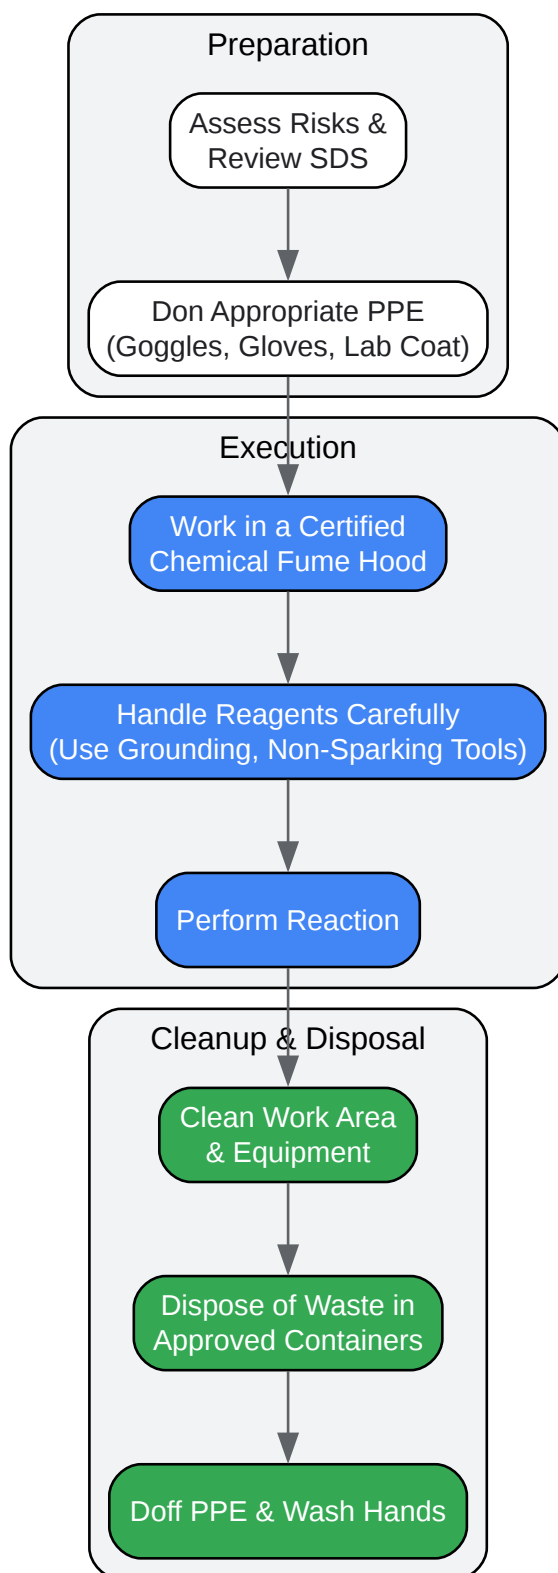 Preparation
Assess Risks &
Review SDS
Don Appropriate PPE
(Goggles, Gloves, Lab Coat)
Execution
Work in a Certified
Chemical Fume Hood
Handle Reagents Carefully
(Use Grounding, Non-Sparking Tools)
Perform Reaction
Cleanup & Disposal
Clean Work Area
& Equipment
Dispose of Waste in
Approved Containers
Doff PPE & Wash Hands